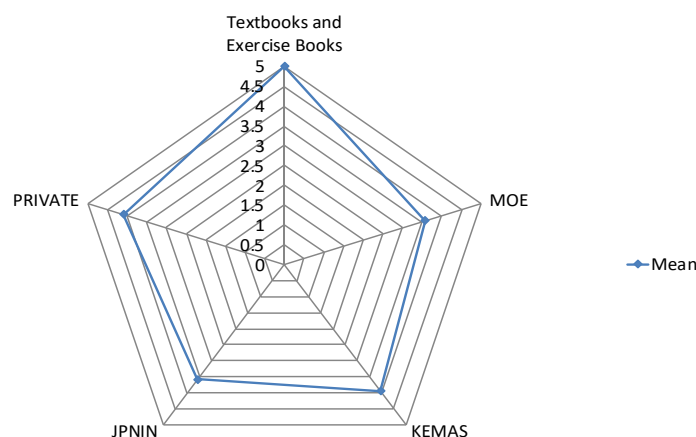 Textbooks and
Exercise Books
5
4.5
4
3.5
3
2.5
2
1.5
1
0.5
0
PRIVATE
MOE
Mean
JPNIN
KEMAS